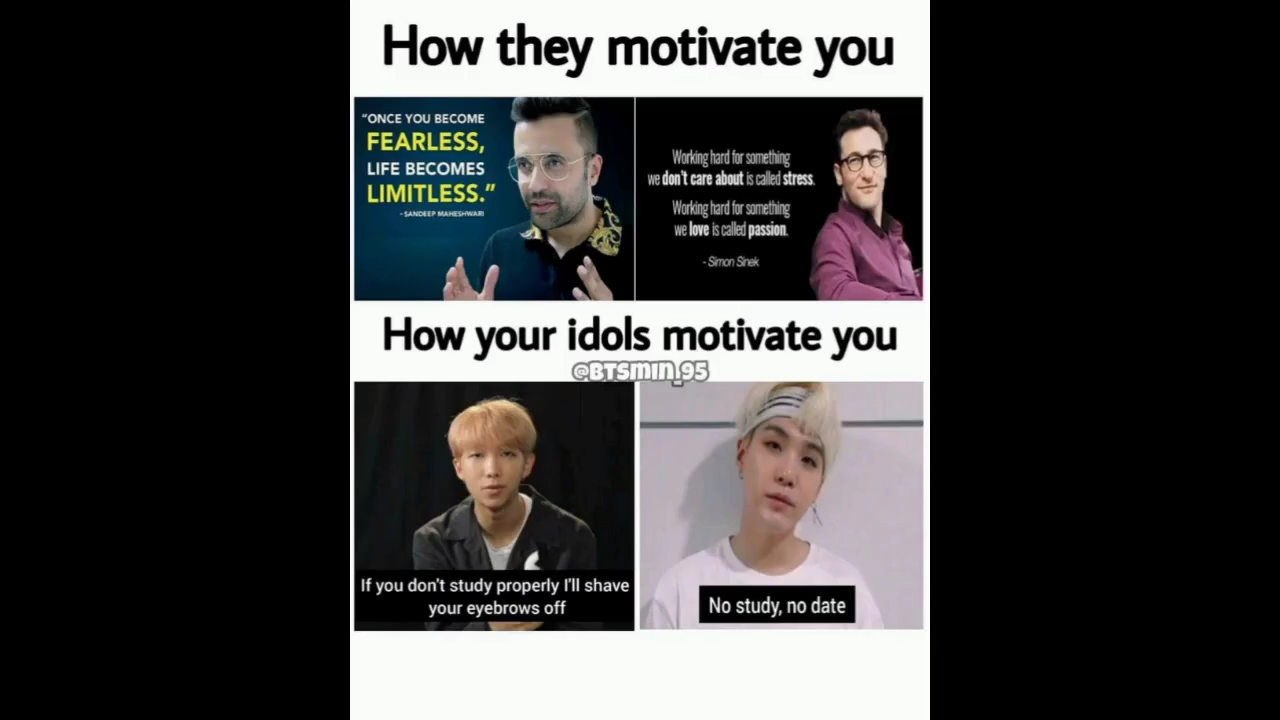 How they motivate you
“ONCE YOU BECOME
FEARLESS,
LIFE BECOMES
LIMITLESS.”
~SANDEEP MAHESHWARI
Working hard for something
we don't care about is called stress.
Working hard for something
we love is called passion.
- Simon Sinek
How your idols motivate you
@BTSmin_95
If you don't study properly I'll shave
your eyebrows off
No study, no date